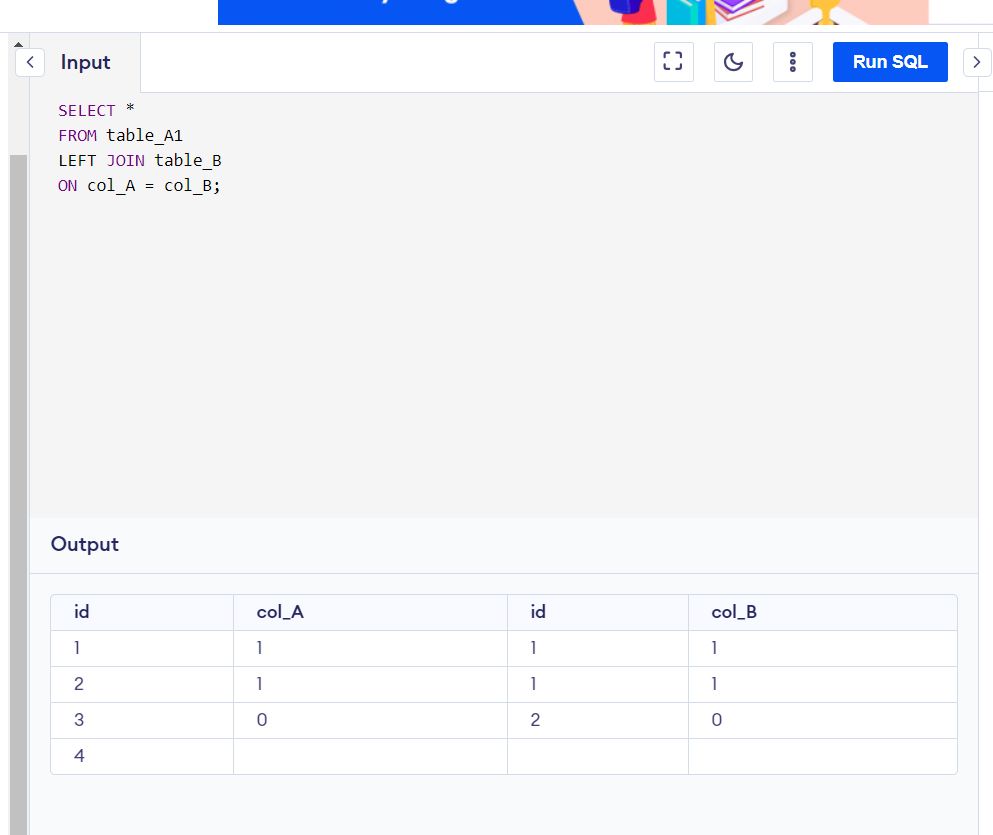 Input
Run SQL
SELECT *
FROM table_A1
LEFT JOIN table_B
ON col_A = col_B;
Output
id col_A id col_B
1 1 1 1
2 1 1 1
3 0 2 0
4